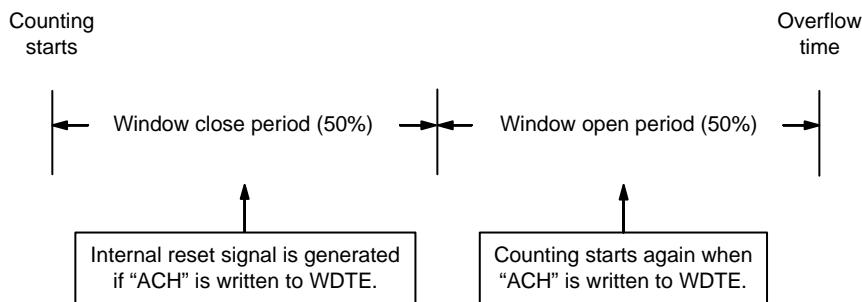 Counting
starts
Overflow
time
Window close period (50%)
Window open period (50%)
Internal reset signal is generated
if “ACH” is written to WDTE.
Counting starts again when
“ACH” is written to WDTE.